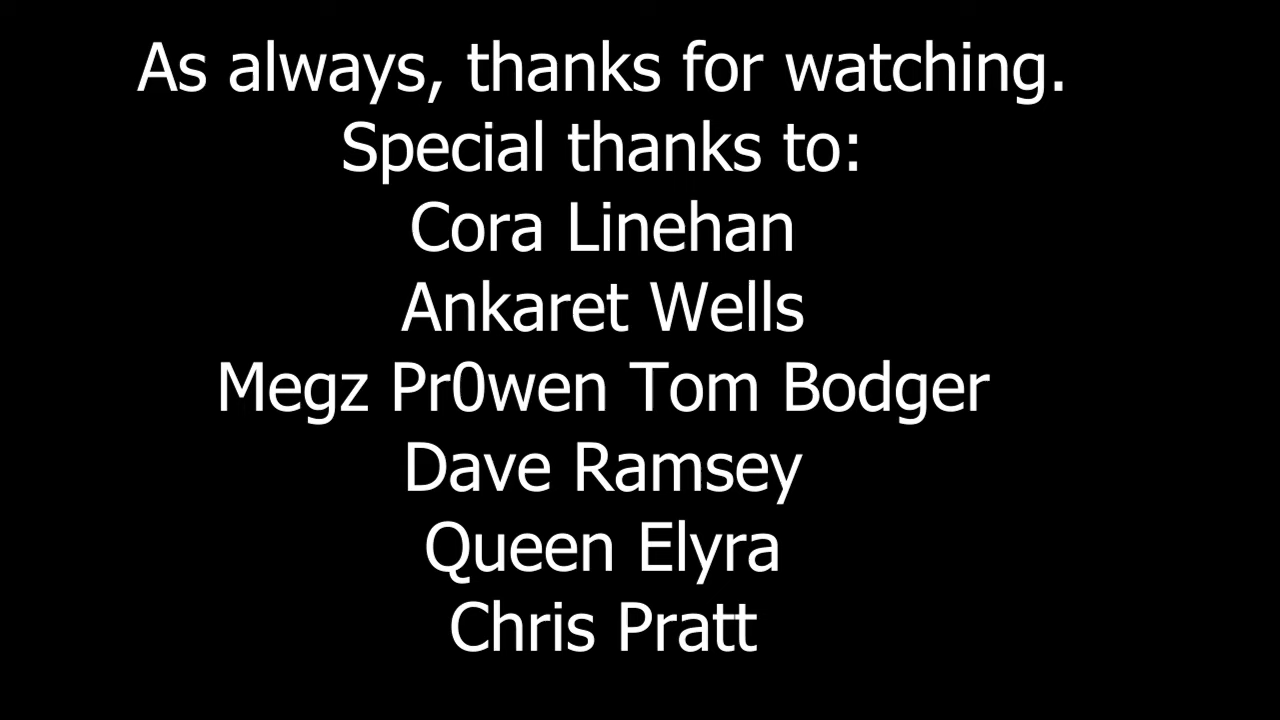 As always, thanks for watching.
Special thanks to:
Cora Linehan
Ankaret Wells
Megz Pr0wen Tom Bodger
Dave Ramsey
Queen Elyra
Chris Pratt